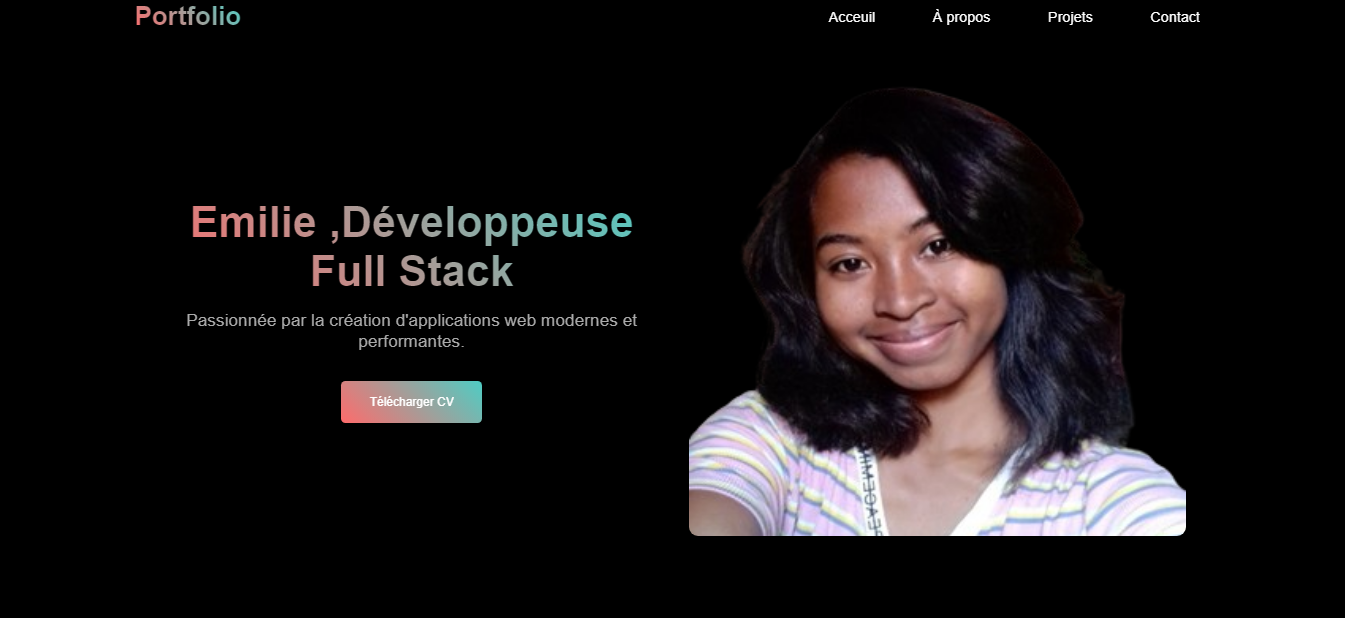 Portfolio
Acceuil
À propos
Projets
Contact
Emilie ,Développeuse
Full Stack
Passionnée par la création d'applications web modernes et
performantes.
Télécharger CV